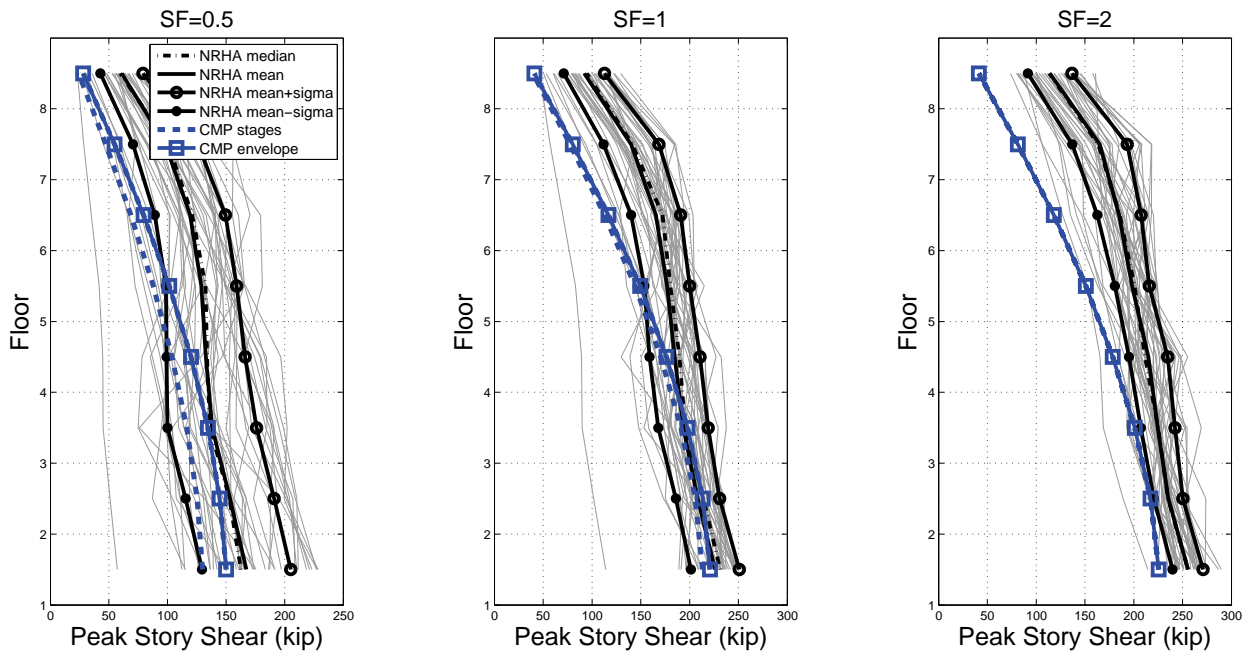 SF=0.5
NRHA median
NRHA mean
NRHA mean+sigma
NRHA mean−sigma
CMP stages
CMP envelope
8
7
6
5
4
3
2
1
Floor
0 50 100 150 200 250
Peak Story Shear (kip)
SF=1
8
7
6
5
4
3
2
1
Floor
0 50 100 150 200 250 300
Peak Story Shear (kip)
SF=2
8
7
6
5
4
3
2
1
Floor
0 50 100 150 200 250 300
Peak Story Shear (kip)